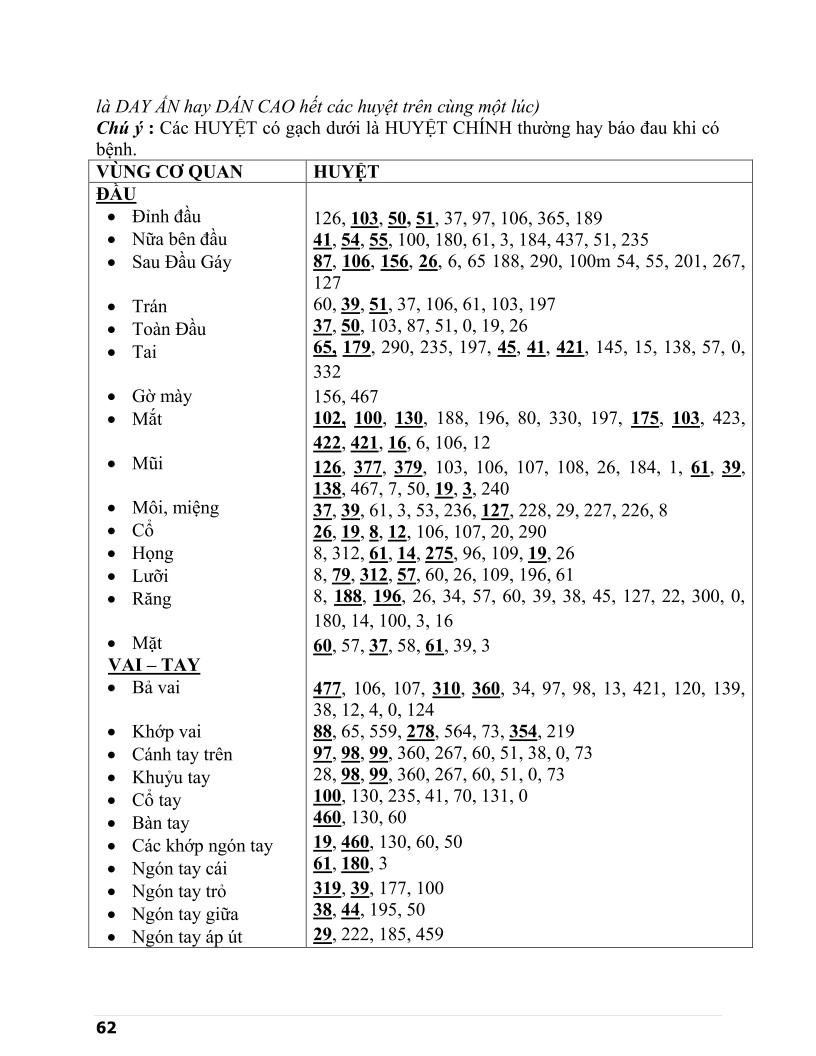 là DAY ẤN hay DÁN CAO hết các huyệt trên cùng một lúc)
Chú ý : Các HUYỆT có gạch dưới là HUYỆT CHÍNH thường hay báo đau khi có
bệnh.
VÙNG CƠ QUAN HUYỆT
ĐẦU
• Đỉnh đầu 126, 103, 50, 51, 37, 97, 106, 365, 189
• Nữa bên đầu 41, 54, 55, 100, 180, 61, 3, 184, 437, 51, 235
• Sau Đầu Gáy 87, 106, 156, 26, 6, 65 188, 290, 100m 54, 55, 201, 267,
127
• Trán 60, 39, 51, 37, 106, 61, 103, 197
• Toàn Đầu 37, 50, 103, 87, 51, 0, 19, 26
• Tai 65, 179, 290, 235, 197, 45, 41, 421, 145, 15, 138, 57, 0,
332
• Gờ mày 156, 467
• Mắt 102, 100, 130, 188, 196, 80, 330, 197, 175, 103, 423,
422, 421, 16, 6, 106, 12
• Mũi 126, 377, 379, 103, 106, 107, 108, 26, 184, 1, 61, 39,
138, 467, 7, 50, 19, 3, 240
• Môi, miệng 37, 39, 61, 3, 53, 236, 127, 228, 29, 227, 226, 8
• Cổ 26, 19, 8, 12, 106, 107, 20, 290
• Họng 8, 312, 61, 14, 275, 96, 109, 19, 26
• Lưỡi 8, 79, 312, 57, 60, 26, 109, 196, 61
• Răng 8, 188, 196, 26, 34, 57, 60, 39, 38, 45, 127, 22, 300, 0,
180, 14, 100, 3, 16
• Mặt 60, 57, 37, 58, 61, 39, 3
VAI – TAY
• Bả vai 477, 106, 107, 310, 360, 34, 97, 98, 13, 421, 120, 139,
38, 12, 4, 0, 124
• Khớp vai 88, 65, 559, 278, 564, 73, 354, 219
• Cánh tay trên 97, 98, 99, 360, 267, 60, 51, 38, 0, 73
• Khuỷu tay 28, 98, 99, 360, 267, 60, 51, 0, 73
• Cổ tay 100, 130, 235, 41, 70, 131, 0
• Bàn tay 460, 130, 60
• Các khớp ngón tay 19, 460, 130, 60, 50
• Ngón tay cái 61, 180, 3
• Ngón tay trỏ 319, 39, 177, 100
• Ngón tay giữa 38, 44, 195, 50
• Ngón tay áp út 29, 222, 185, 459
62